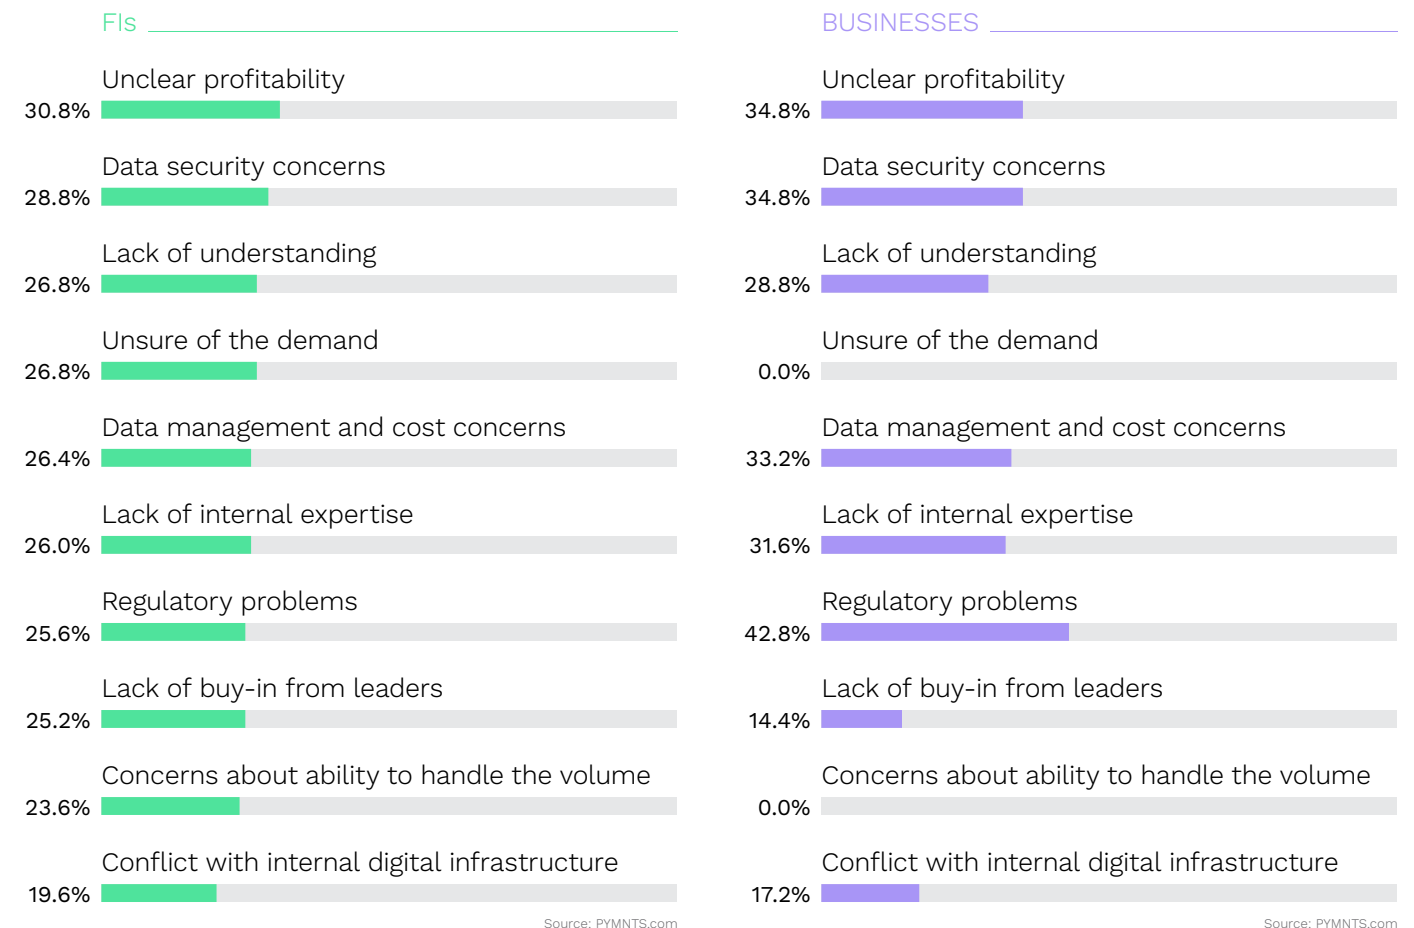 FIs
Unclear profitability
30.8%
Data security concerns
28.8%
Lack of understanding
26.8%
Unsure of the demand
26.8%
Data management and cost concerns
26.4%
Lack of internal expertise
26.0%
Regulatory problems
25.6%
Lack of buy-in from leaders
25.2%
Concerns about ability to handle the volume
23.6%
Conflict with internal digital infrastructure
19.6%
Source: PYMNTS.com
BUSINESSES
Unclear profitability
34.8%
Data security concerns
34.8%
Lack of understanding
28.8%
Unsure of the demand
0.0%
Data management and cost concerns
33.2%
Lack of internal expertise
31.6%
Regulatory problems
42.8%
Lack of buy-in from leaders
14.4%
Concerns about ability to handle the volume
0.0%
Conflict with internal digital infrastructure
17.2%
Source: PYMNTS.com